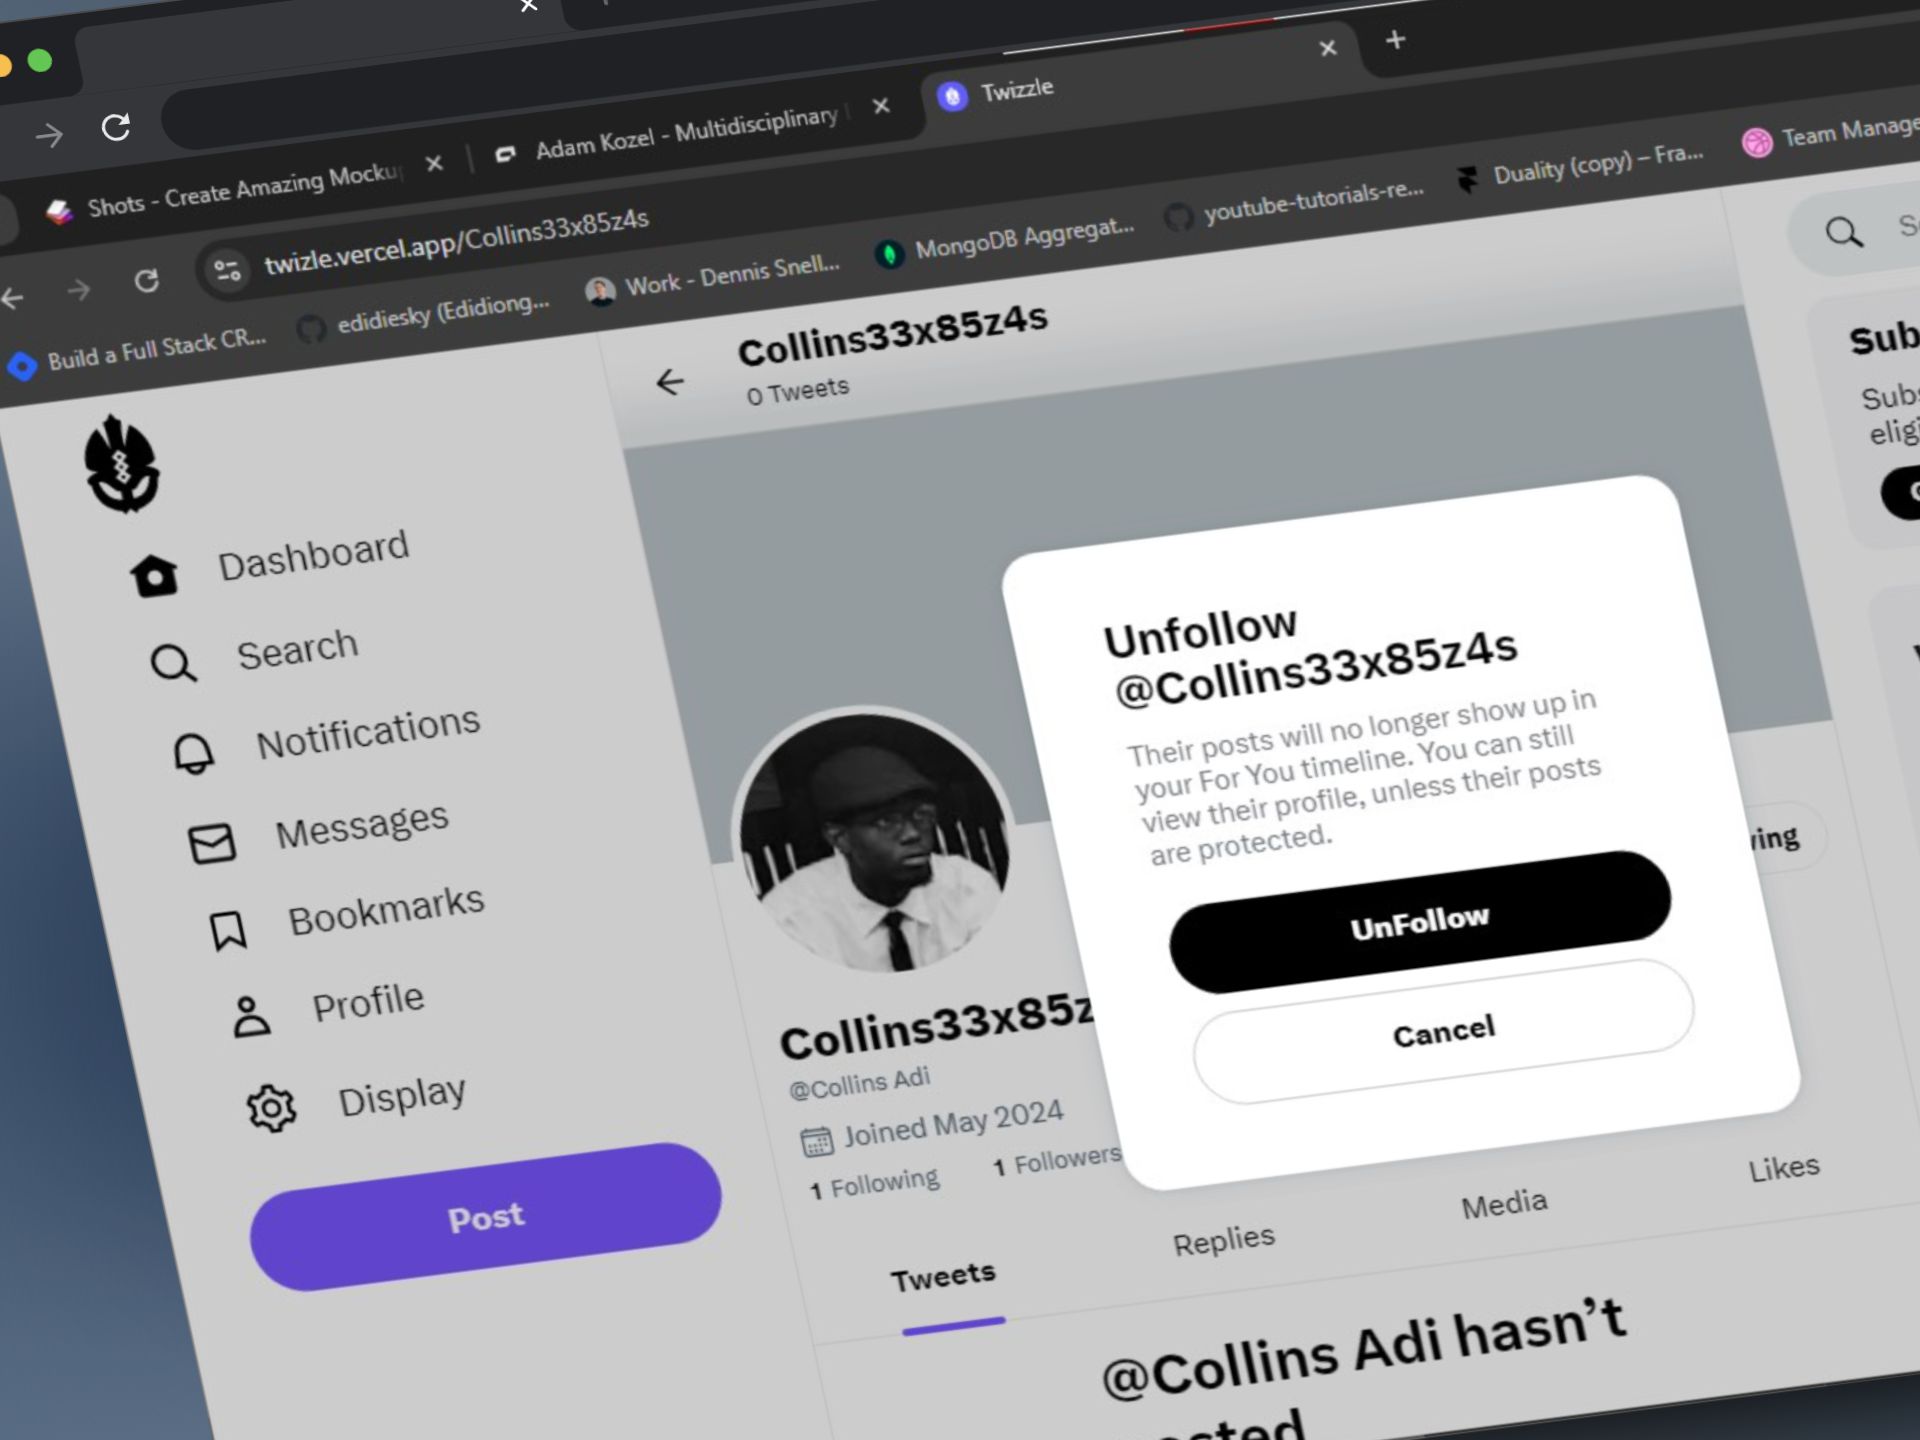 Shots - Create Amazing Mocku
Adam Kozel - Multidisciplinary
Twizzle
twizle.vercel.app/Collins33x85z4s
Build a Full Stack CR...
edidiesky (Edidiong...
Work - Dennis Snell...
MongoDB Aggregat...
youtube-tutorials-re...
Duality (copy) – Fra...
Team Manage
Dashboard
Search
Notifications
Messages
Bookmarks
Profile
Display
Post
Collins33x85z4s
0 Tweets
Collins33x85z
@Collins Adi
Joined May 2024
1 Following
1 Followers
Tweets
Replies
Media
Likes
@Collins Adi hasn’t
Unfollow
@Collins33x85z4s
Their posts will no longer show up in
your For You timeline. You can still
view their profile, unless their posts
are protected.
UnFollow
Cancel
Sub
Subs
eligi